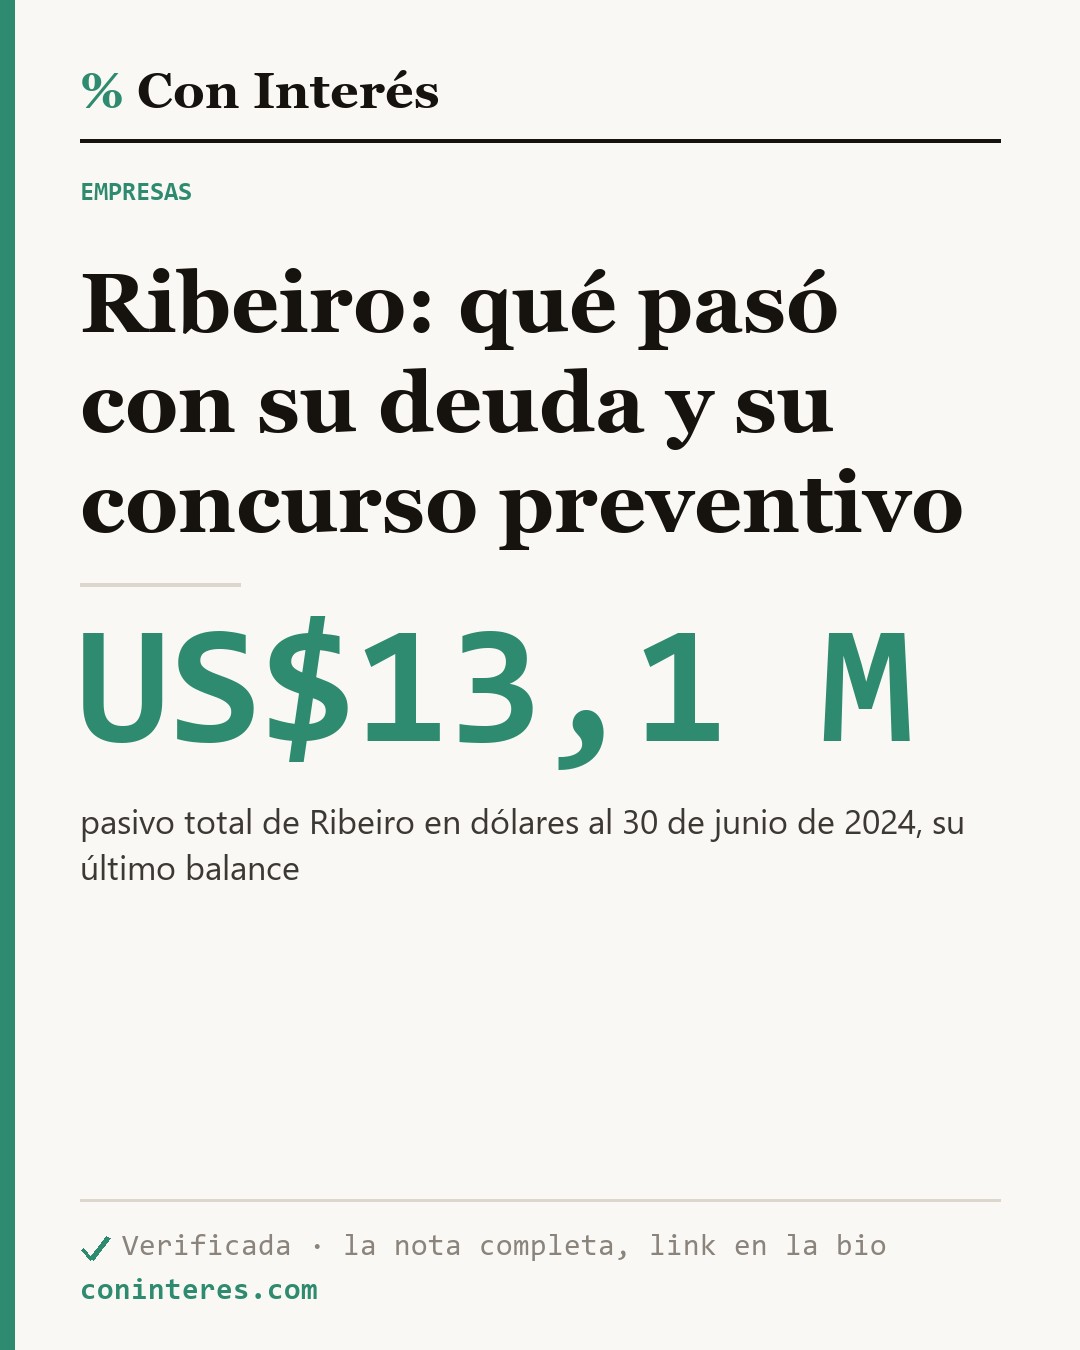 % Con Interés
EMPRESAS
Ribeiro: qué pasó
con su deuda y su
concurso preventivo
US$13,1 M
pasivo total de Ribeiro en dólares al 30 de junio de 2024, su
último balance
✓ Verificada · la nota completa, link en la bio
coninteres.com